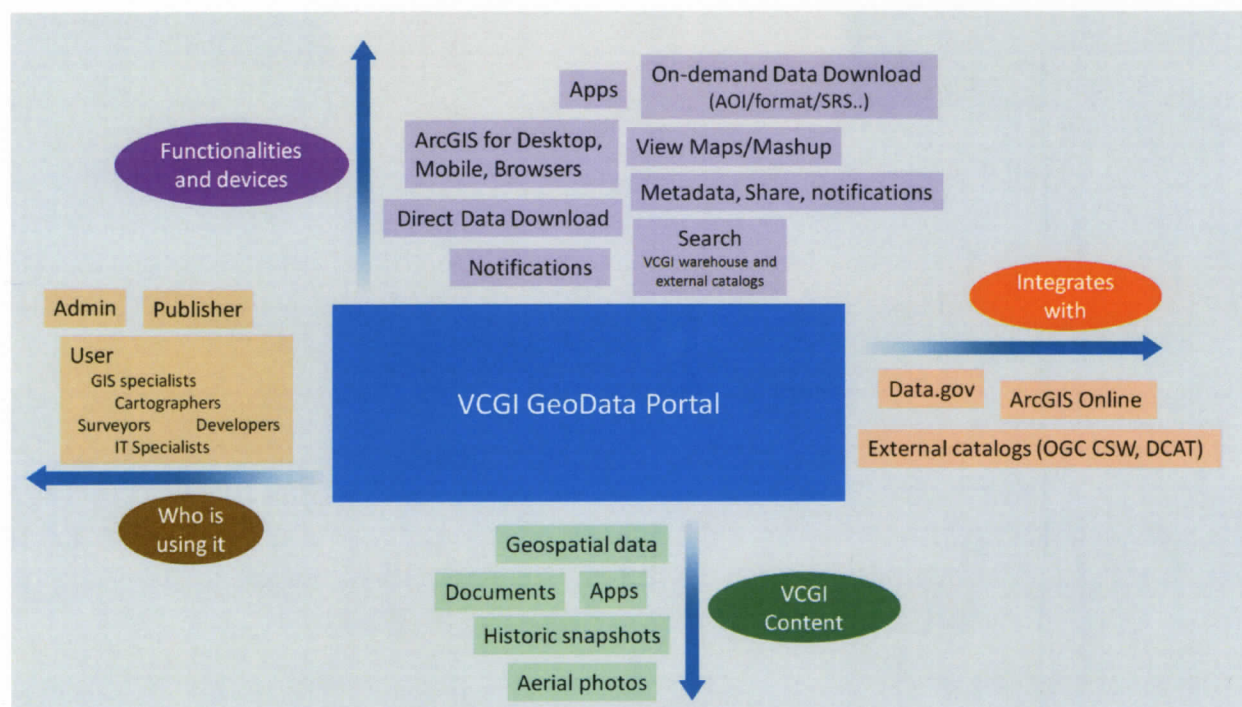 Apps
On-demand Data Download
(AOI/format/SRS..)
Functionalities
and devices
ArcGIS for Desktop,
Mobile, Browsers
View Maps/Mashup
Metadata, Share, notifications
Direct Data Download
Search
VCGI warehouse and
external catalogs
Notifications
Integrates
with
Admin
Publisher
User
GIS specialists
Cartographers
Surveyors Developers
IT Specialists
VCGI GeoData Portal
Data.gov
ArcGIS Online
External catalogs (OGC CSW, DCAT)
Who is
using it
Geospatial data
Documents
Apps
VCGI
Content
Historic snapshots
Aerial photos